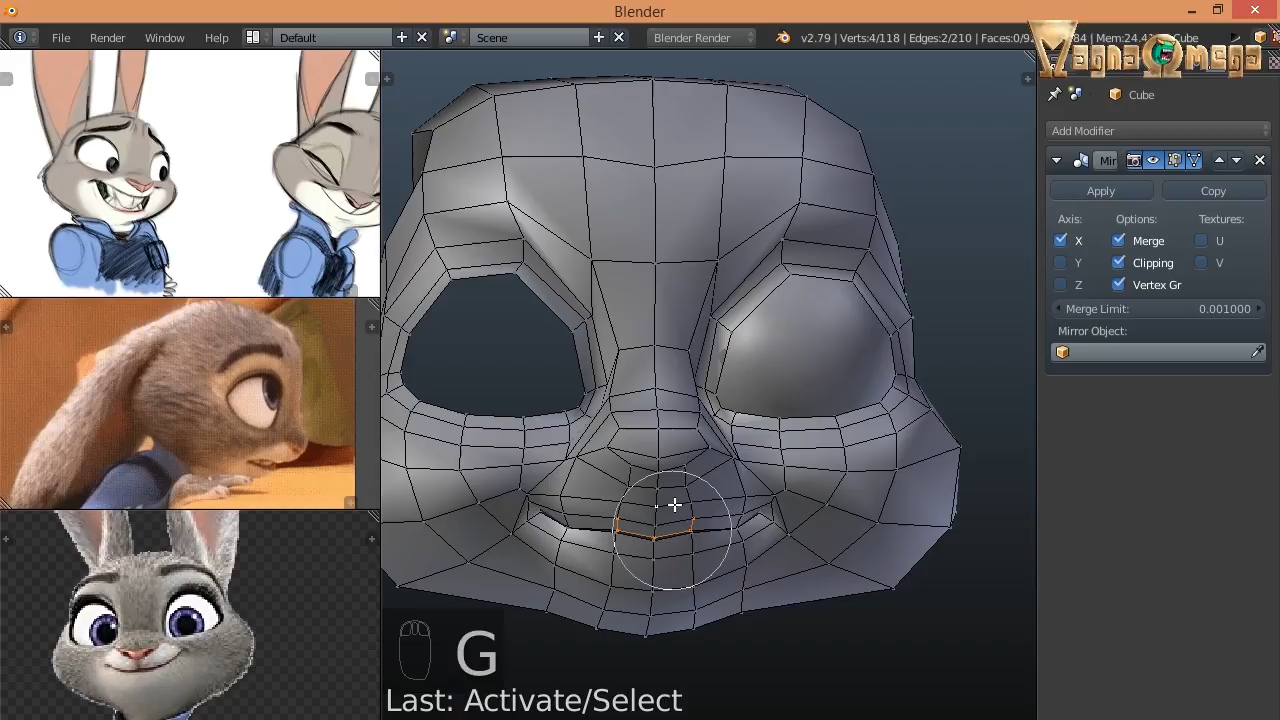 Blender
File Render Window Help Default Scene Blender Render v2.79 | Verts:4/118 | Edges:2/210 | Faces:0/9
MagnaOmega
Cube
Add Modifier
Mir
Apply Copy
Axis: Options: Textures:
X Merge U
Y Clipping V
Z Vertex Gr
Merge Limit: 0.001000
Mirror Object:
G
Last: Activate/Select